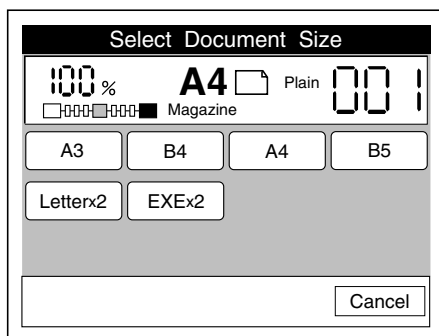 Select Document Size
100 % A4 Plain 001
Magazine
A3 B4 A4 B5
Letterx2 EXEx2
Cancel